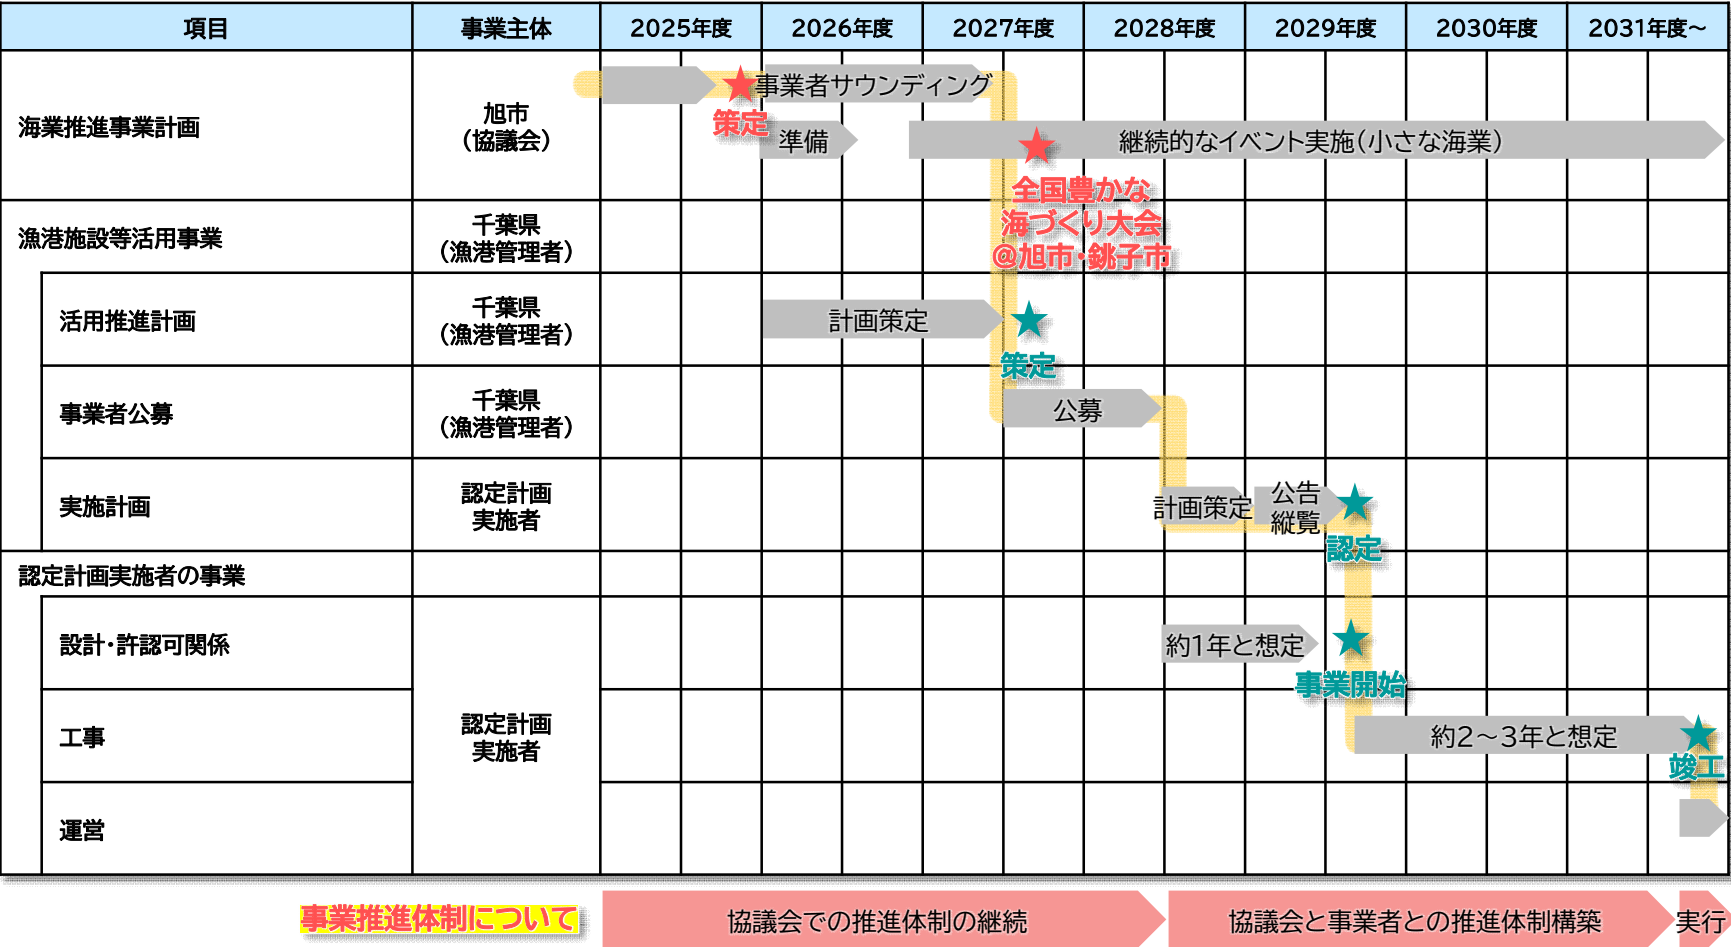 項目 事業主体 2025年度 2026年度 2027年度 2028年度 2029年度 2030年度 2031年度～
海業推進事業計画
旭市
（協議会）
事業者サウンディング
策定
準備
継続的なイベント実施（小さな海業）
全国豊かな
海づくり大会
@旭市・銚子市
漁港施設等活用事業
千葉県
（漁港管理者）
活用推進計画
千葉県
（漁港管理者）
計画策定
策定
事業者公募
千葉県
（漁港管理者）
公募
実施計画
認定計画
実施者
計画策定
公告
縦覧
認定
認定計画実施者の事業
設計・許認可関係
約1年と想定
事業開始
工事
認定計画
実施者
約2～3年と想定
竣工
運営
事業推進体制について
協議会での推進体制の継続
協議会と事業者との推進体制構築
実行